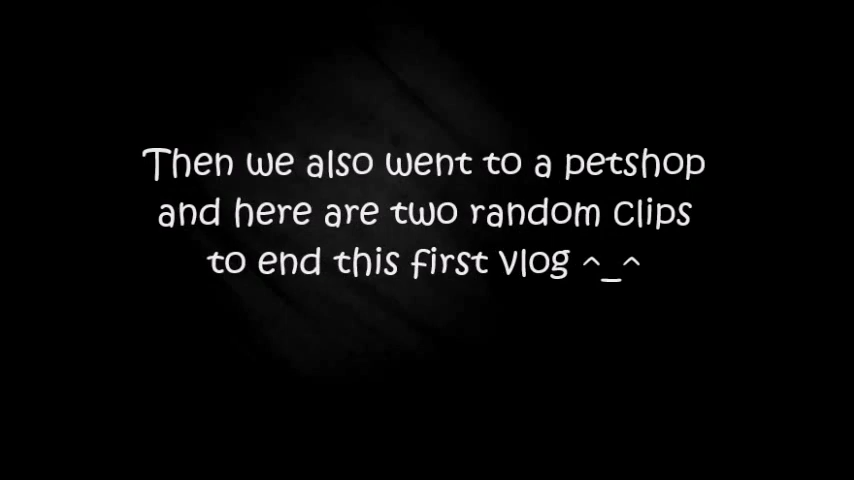 Then we also went to a petshop
and here are two random clips
to end this first vlog ^_^